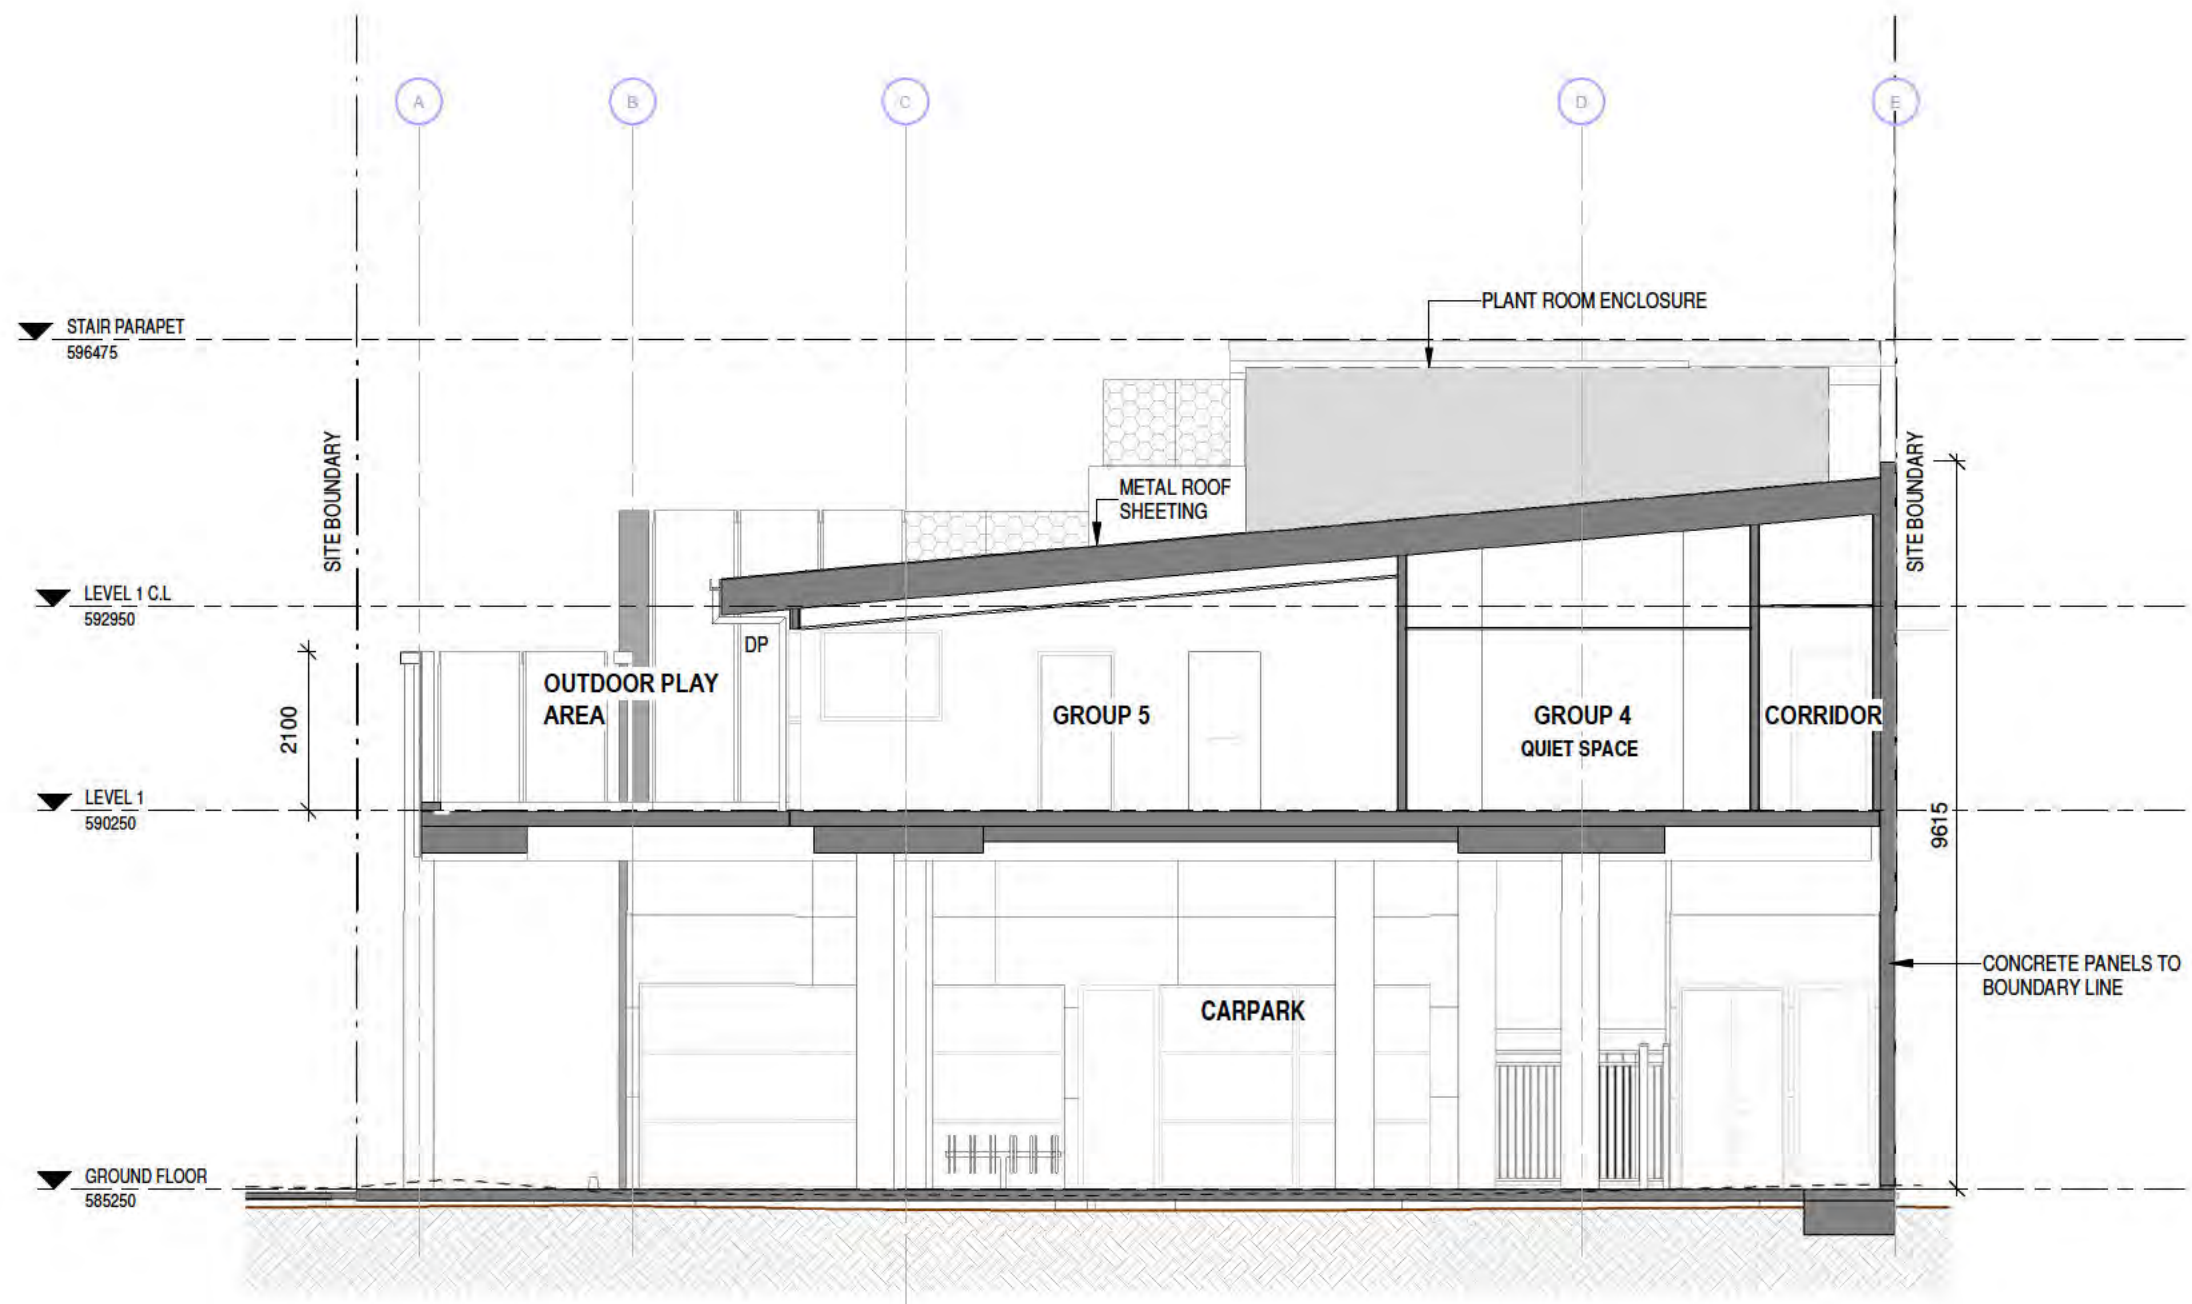 A
B
C
D
E
PLANT ROOM ENCLOSURE
STAIR PARAPET
596475
SITE BOUNDARY
SITE BOUNDARY
METAL ROOF
SHEETING
LEVEL 1 C.L
592950
DP
OUTDOOR PLAY
AREA
2100
GROUP 5
GROUP 4
QUIET SPACE
CORRIDOR
LEVEL 1
590250
9615
CONCRETE PANELS TO
BOUNDARY LINE
CARPARK
GROUND FLOOR
585250